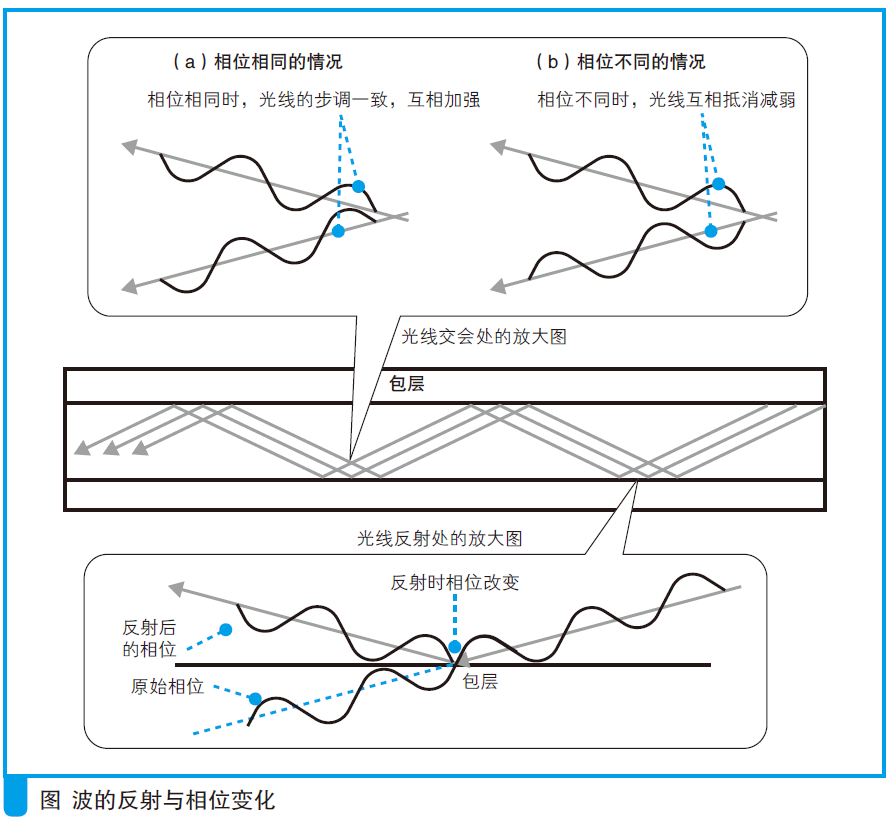 （a）相位相同的情况
相位相同时，光线的步调一致，互相加强
（b）相位不同的情况
相位不同时，光线互相抵消减弱
光线交会处的放大图
包层
光线反射处的放大图
反射时相位改变
反射后
的相位
原始相位
包层
图 波的反射与相位变化